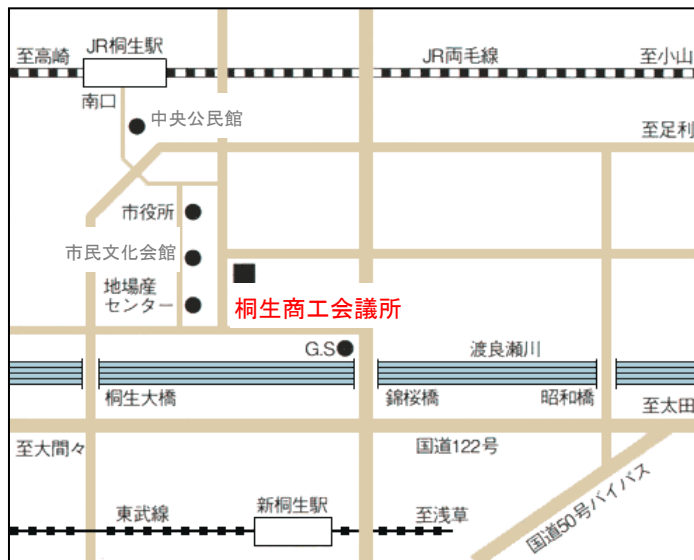 JR桐生駅
至高崎
JR両毛線
至小山
南口
中央公民館
至足利
市役所
市民文化会館
地場産
センター
桐生商工会議所
G.S
渡良瀬川
桐生大橋
錦桜橋
昭和橋
至太田
至大間々
国道122号
国道50号バイパス
東武線
新桐生駅
至浅草